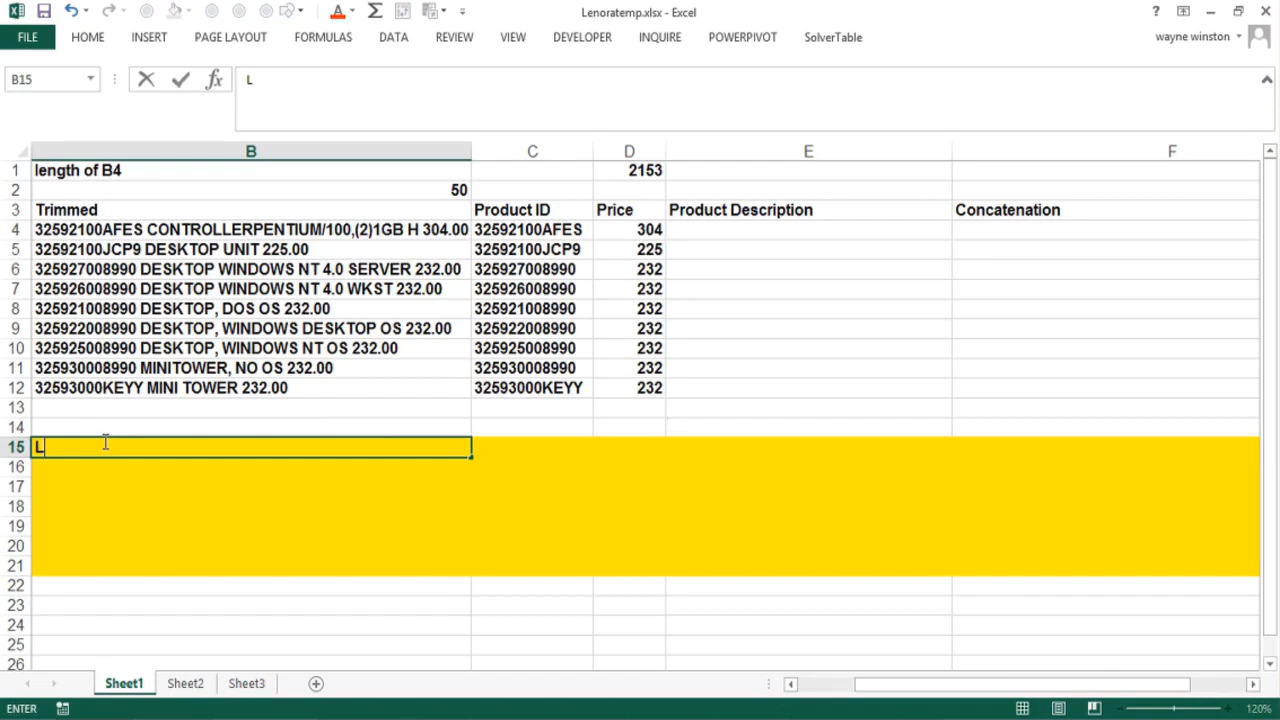 Lenoratemp.xlsx - Excel
FILE HOME INSERT PAGE LAYOUT FORMULAS DATA REVIEW VIEW DEVELOPER INQUIRE POWERPIVOT SolverTable wayne winston
B15 fx L
B C D E F
1 length of B4 2153
2 50
3 Trimmed Product ID Price Product Description Concatenation
4 32592100AFES CONTROLLERPENTIUM/100,(2)1GB H 304.00 32592100AFES 304
5 32592100JCP9 DESKTOP UNIT 225.00 32592100JCP9 225
6 325927008990 DESKTOP WINDOWS NT 4.0 SERVER 232.00 325927008990 232
7 325926008990 DESKTOP WINDOWS NT 4.0 WKST 232.00 325926008990 232
8 325921008990 DESKTOP, DOS OS 232.00 325921008990 232
9 325922008990 DESKTOP, WINDOWS DESKTOP OS 232.00 325922008990 232
10 325925008990 DESKTOP, WINDOWS NT OS 232.00 325925008990 232
11 325930008990 MINITOWER, NO OS 232.00 325930008990 232
12 32593000KEYY MINI TOWER 232.00 32593000KEYY 232
13
14
15 L
16
17
18
19
20
21
22
23
24
25
26
Sheet1 Sheet2 Sheet3
ENTER 120%